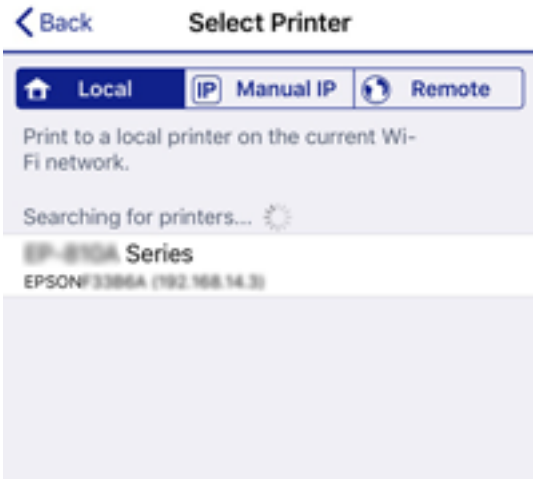 Back
Select Printer
Local
IP Manual IP
Remote
Print to a local printer on the current Wi-
Fi network.
Searching for printers...
Series
EPSON